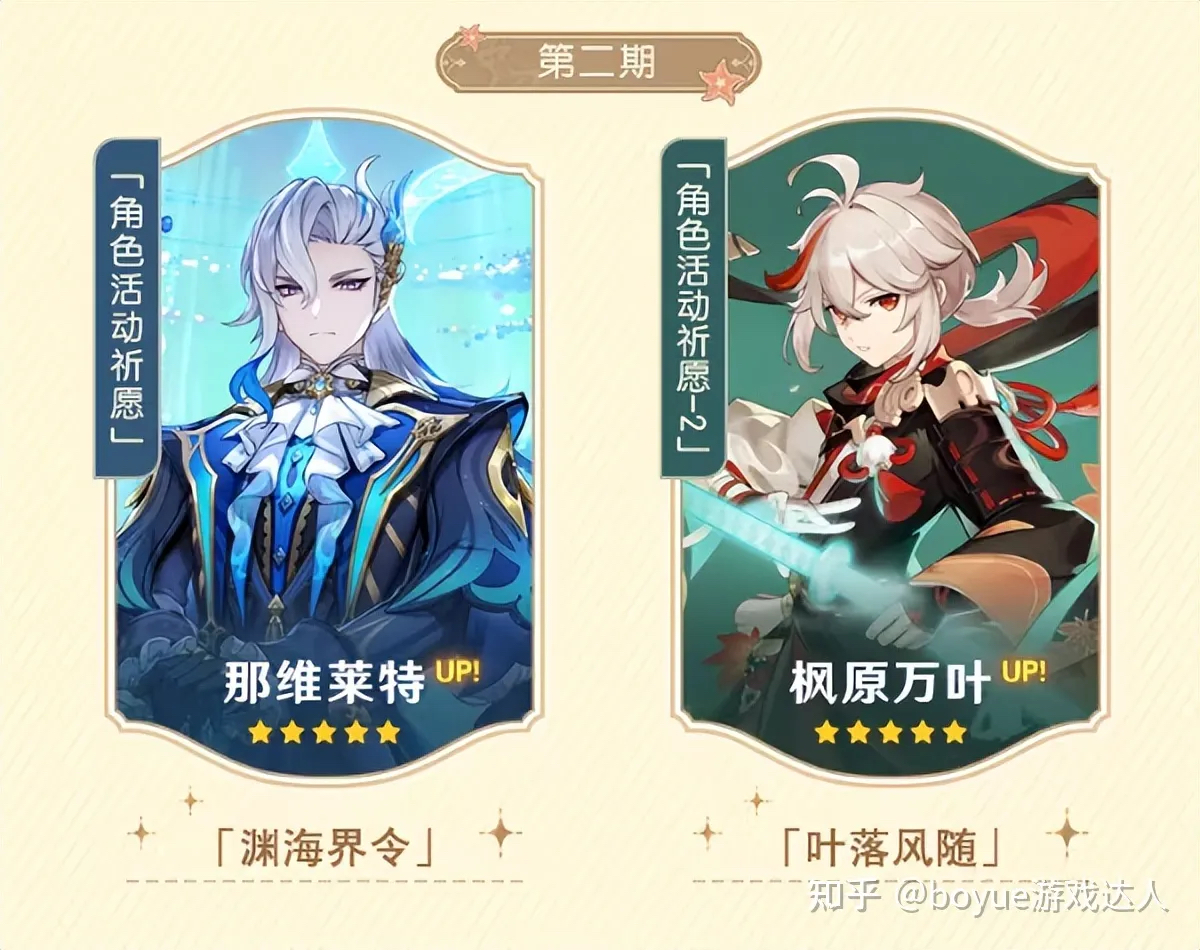 第二期
「角色活动祈愿」
那维莱特 UP!
「渊海界令」
「角色活动祈愿-2」
枫原万叶 UP!
「叶落风随」
知乎 @boyue游戏达人